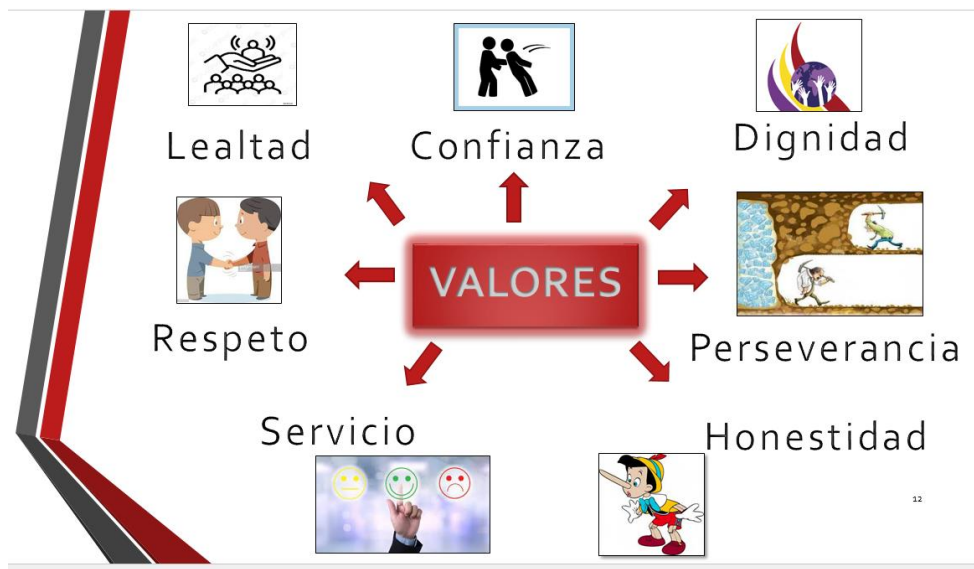 Lealtad
Confianza
Dignidad
VALORES
Respeto
Perseverancia
Servicio
Honestidad
12